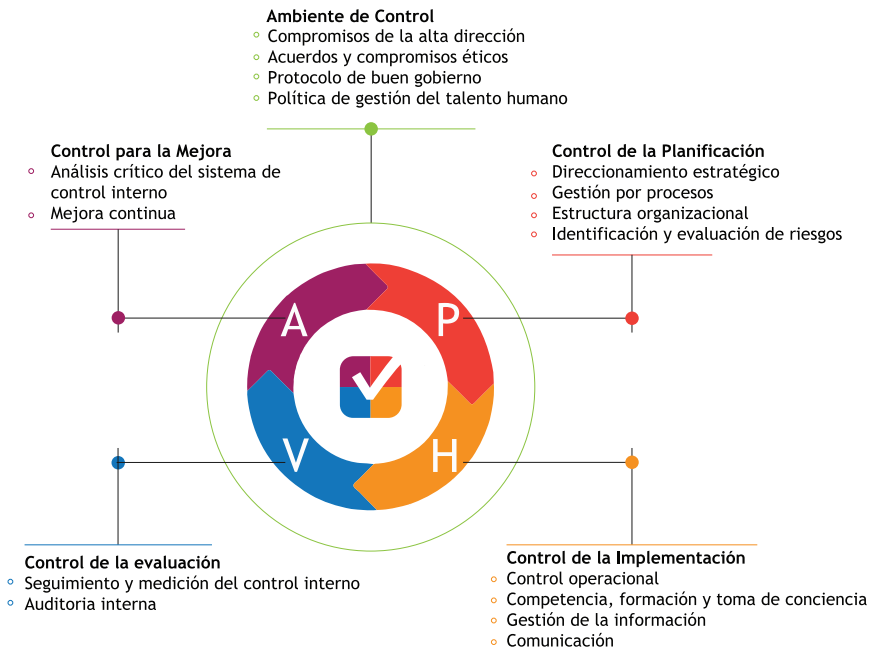 Ambiente de Control
Compromisos de la alta dirección
Acuerdos y compromisos éticos
Protocolo de buen gobierno
Política de gestión del talento humano
Control para la Mejora
Análisis crítico del sistema de
control interno
Mejora continua
Control de la Planificación
Direccionamiento estratégico
Gestión por procesos
Estructura organizacional
Identificación y evaluación de riesgos
A
P
V
H
Control de la evaluación
Seguimiento y medición del control interno
Auditoria interna
Control de la Implementación
Control operacional
Competencia, formación y toma de conciencia
Gestión de la información
Comunicación